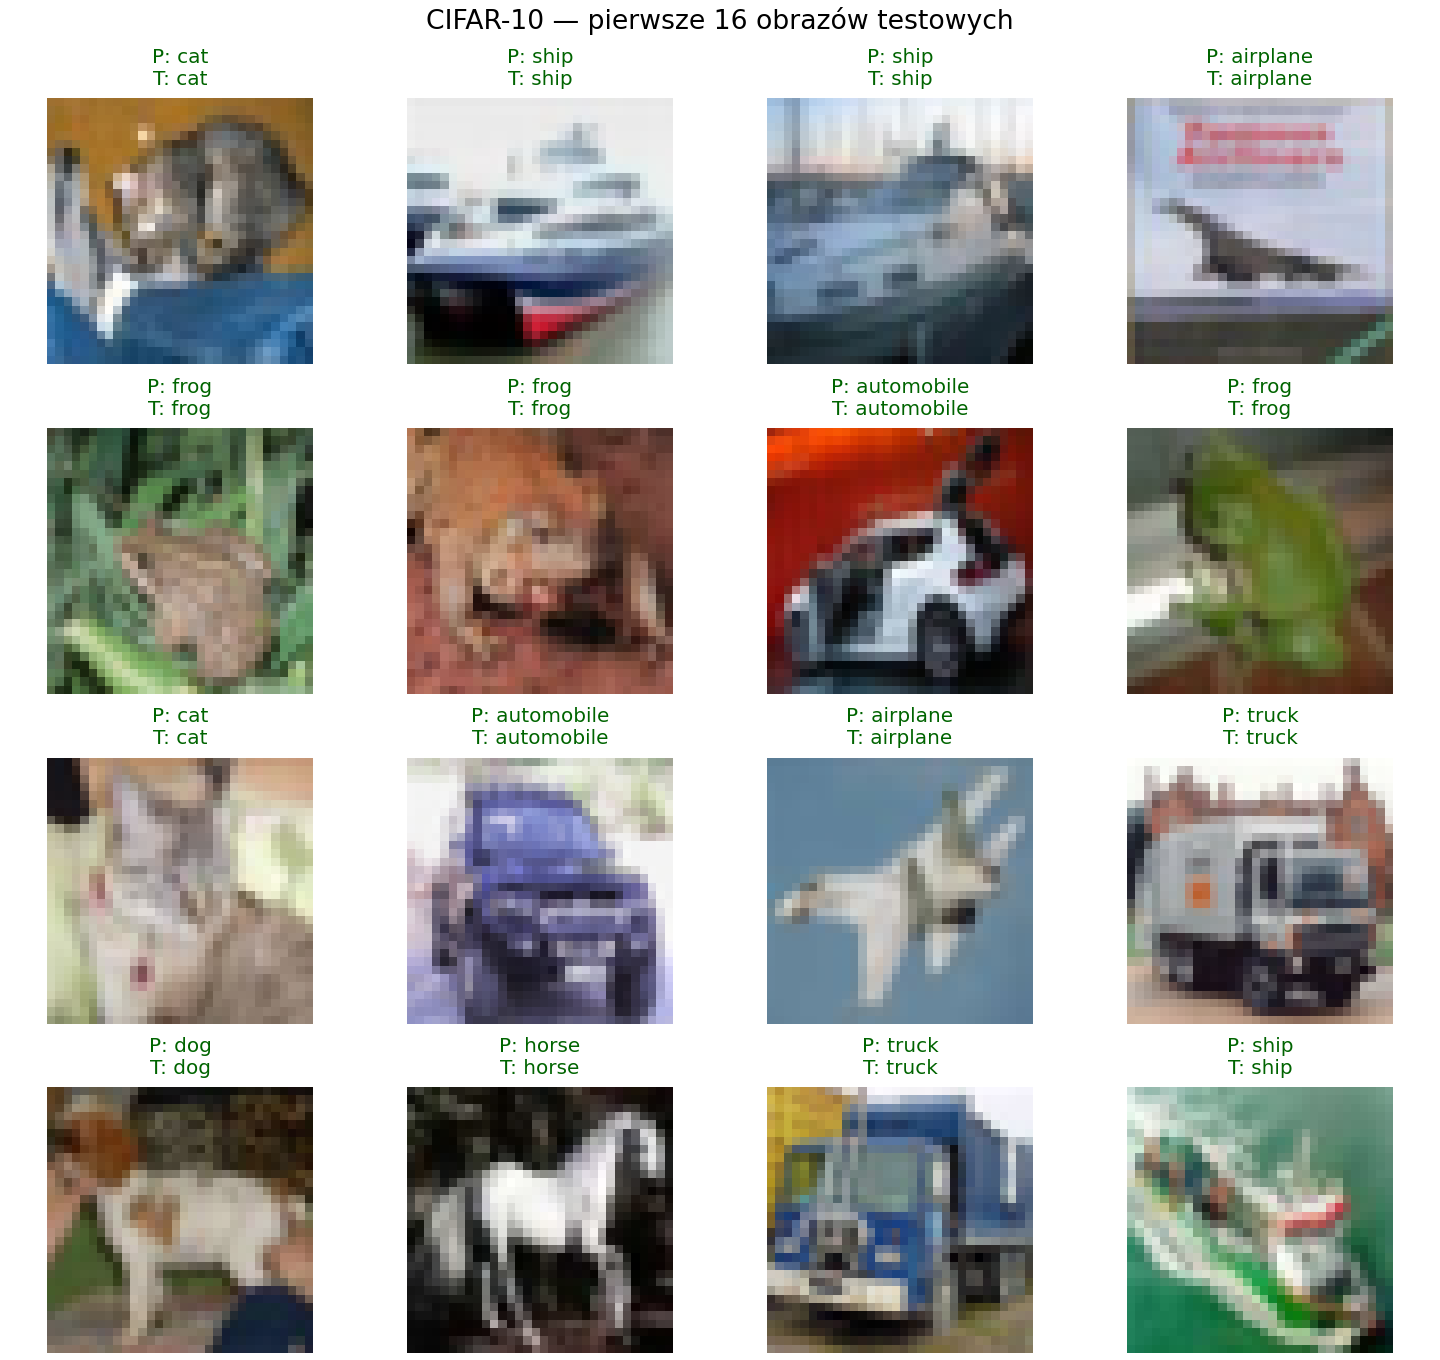 CIFAR-10 — pierwsze 16 obrazów testowych
P: cat
T: cat
P: ship
T: ship
P: ship
T: ship
P: airplane
T: airplane
P: frog
T: frog
P: frog
T: frog
P: automobile
T: automobile
P: frog
T: frog
P: cat
T: cat
P: automobile
T: automobile
P: airplane
T: airplane
P: truck
T: truck
P: dog
T: dog
P: horse
T: horse
P: truck
T: truck
P: ship
T: ship